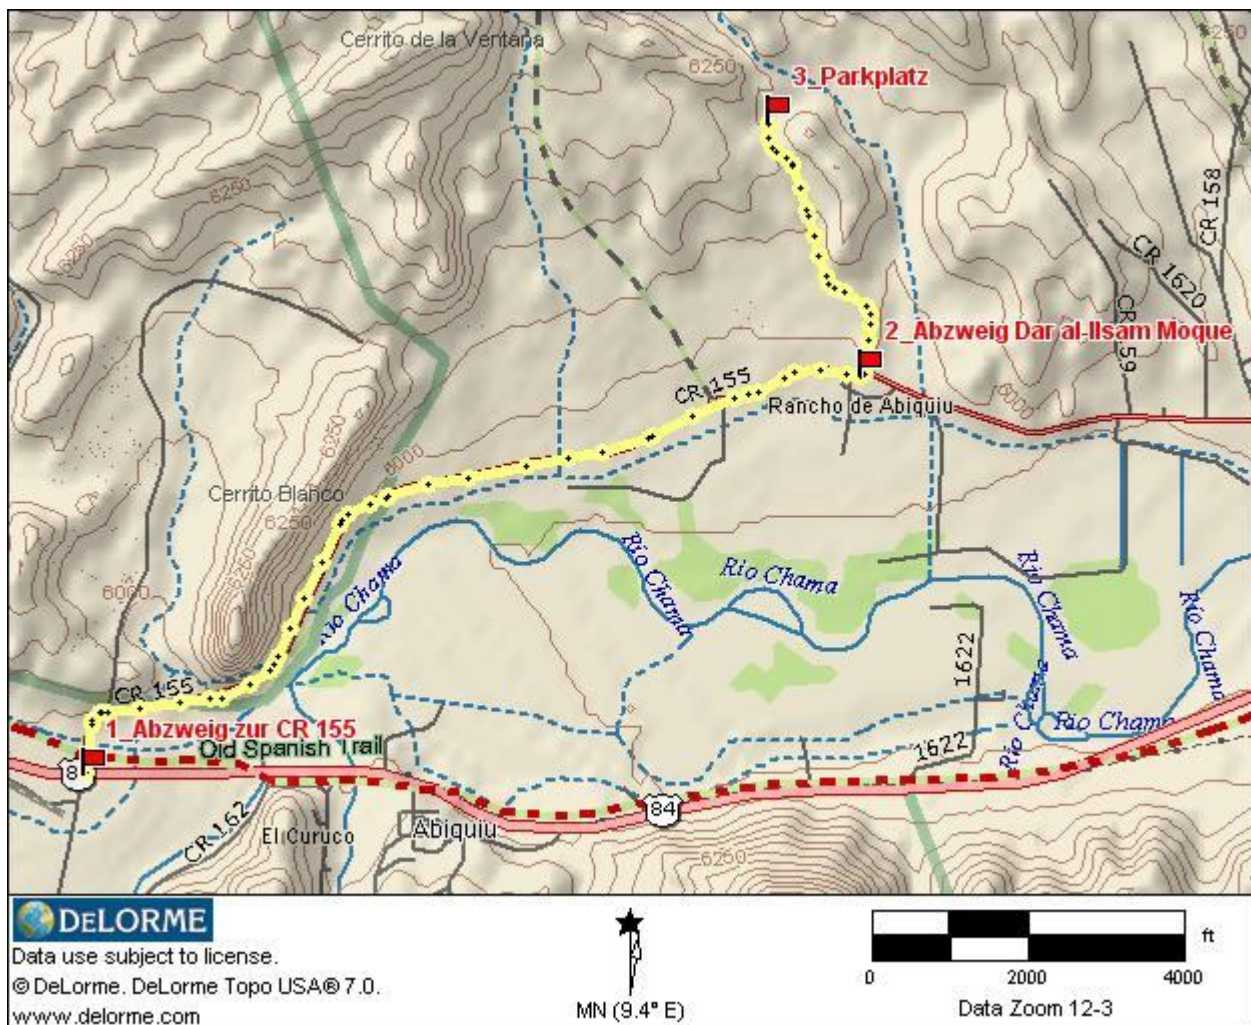 Cerrito de la Ventana
6250
3_Parkplatz
6250
CR 158
CR 1620
2_Abzweig Dar al-Ilsam Moque
CR 155
Rancho de Abiquiu
6000
6250
6000
Cerrito Blanco
6250
6000
Rio Chama
Rio Chama
Rio Chama
Rio Chama
Rio Chama
Rio Chama
Rio Chama
1622
1622
CR 155
1_Abzweig zur CR 155
Old Spanish Trail
84
CR 162
El Curuco
Abiquiu
6250
DELORME
Data use subject to license.
© DeLorme. DeLorme Topo USA® 7.0.
www.delorme.com
MN (9.4° E)
ft
0 2000 4000
Data Zoom 12-3